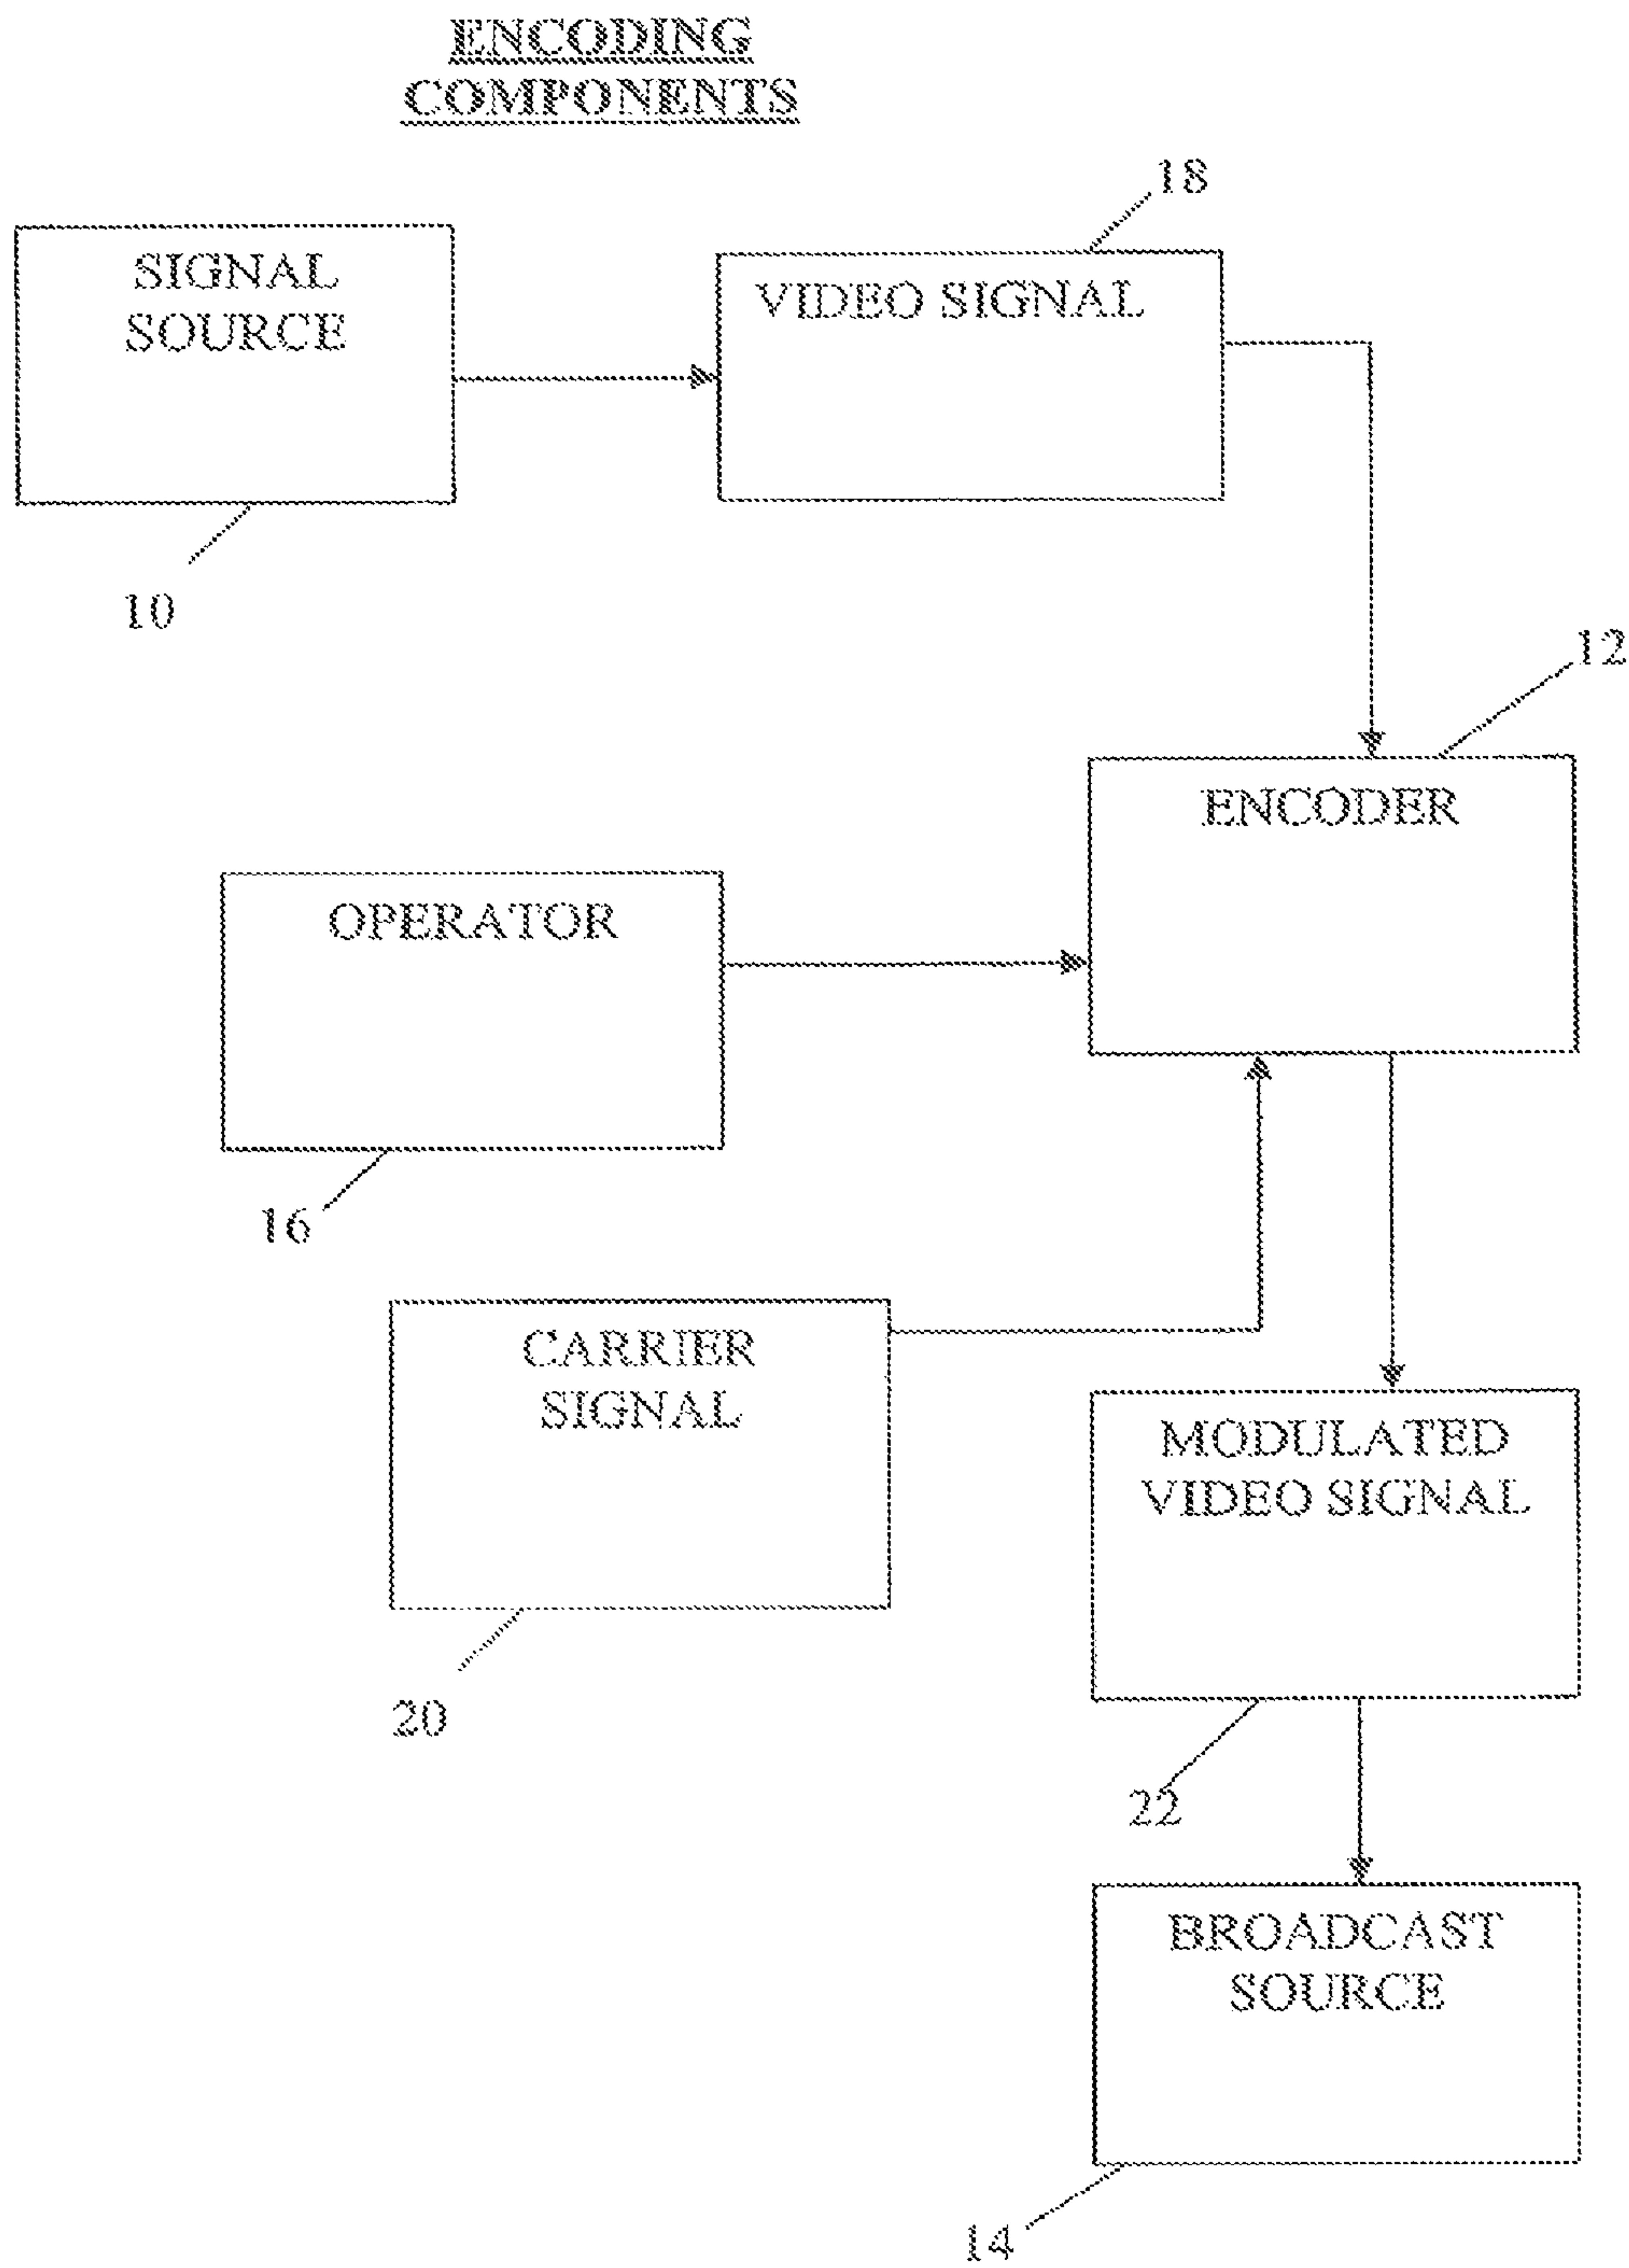 ENCODING
COMPONENTS
18
SIGNAL
SOURCE
VIDEO SIGNAL
10
12
ENCODER
OPERATOR
16
CARRIER
SIGNAL
MODULATED
VIDEO SIGNAL
20
22
BROADCAST
SOURCE
14